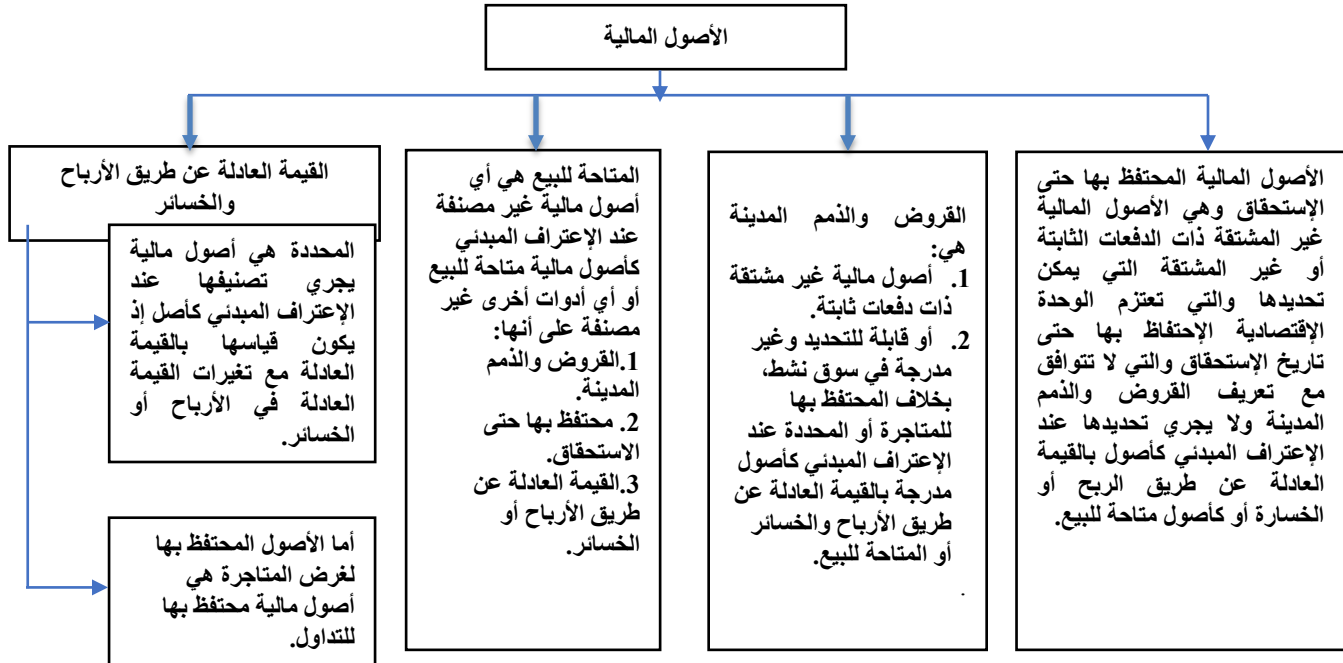 الأصول المالية
الأصول المالية المحتفظ بها حتى
الإستحقاق وهي الأصول المالية
غير المشتقة ذات الدفعات الثابتة
أو غير المشتقة التي يمكن
تحديدها والتي تعتزم الوحدة
الإقتصادية الإحتفاظ بها حتى
تاريخ الإستحقاق والتي لا تتوافق
مع تعريف القروض والذمم
المدينة ولا يجري تحديدها عند
الإعتراف المبدئي كأصول بالقيمة
العادلة عن طريق الربح أو
الخسارة أو كأصول متاحة للبيع.
القروض والذمم المدينة
هي:
1. أصول مالية غير مشتقة
ذات دفعات ثابتة.
2. أو قابلة للتحديد وغير
مدرجة في سوق نشط،
بخلاف المحتفظ بها
للمتاجرة أو المحددة عند
الإعتراف المبدئي كأصول
مدرجة بالقيمة العادلة عن
طريق الأرباح والخسائر
أو المتاحة للبيع.
.
المتاحة للبيع هي أي
أصول مالية غير مصنفة
عند الإعتراف المبدئي
كأصول مالية متاحة للبيع
أو أي أدوات أخرى غير
مصنفة على أنها:
1.القروض والذمم
المدينة.
2. محتفظ بها حتى
الاستحقاق.
3.القيمة العادلة عن
طريق الأرباح أو
الخسائر.
القيمة العادلة عن طريق الأرباح
والخسائر
المحددة هي أصول مالية
يجري تصنيفها عند
الإعتراف المبدئي كأصل إذ
يكون قياسها بالقيمة
العادلة مع تغيرات القيمة
العادلة في الأرباح أو
الخسائر.
أما الأصول المحتفظ بها
لغرض المتاجرة هي
أصول مالية محتفظ بها
للتداول.